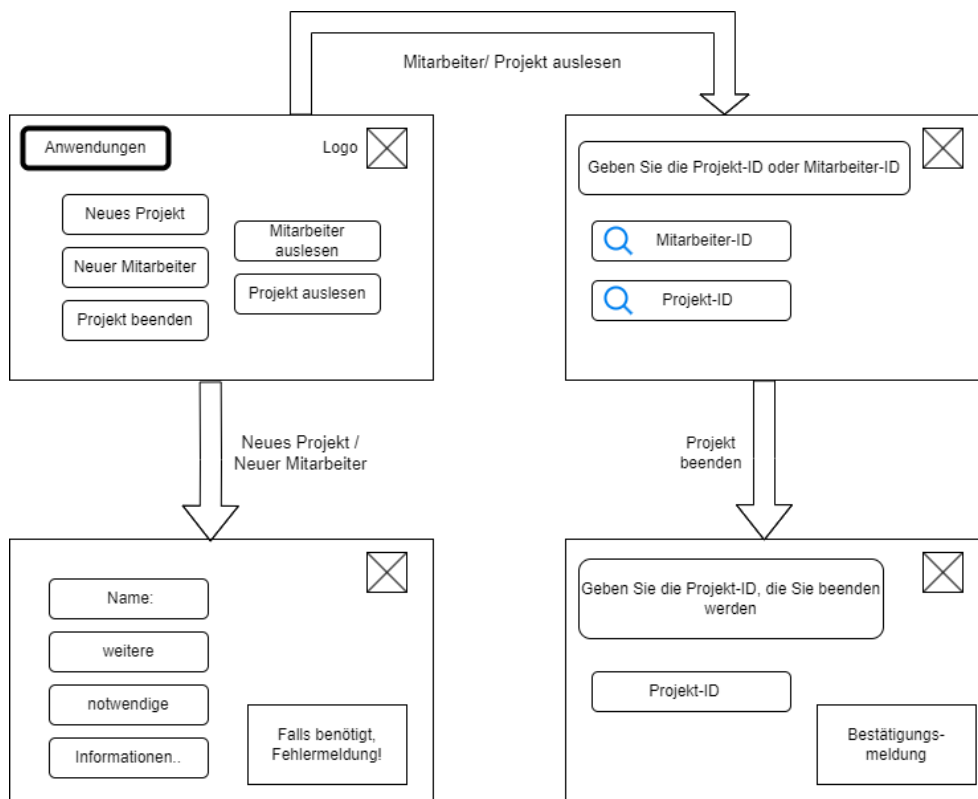 Mitarbeiter/ Projekt auslesen
Anwendungen
Logo
Neues Projekt
Neuer Mitarbeiter
Projekt beenden
Mitarbeiter
auslesen
Projekt auslesen
Geben Sie die Projekt-ID oder Mitarbeiter-ID
Mitarbeiter-ID
Projekt-ID
Neues Projekt /
Neuer Mitarbeiter
Projekt
beenden
Name:
weitere
notwendige
Informationen..
Falls benötigt,
Fehlermeldung!
Geben Sie die Projekt-ID, die Sie beenden
werden
Projekt-ID
Bestätigungs-
meldung